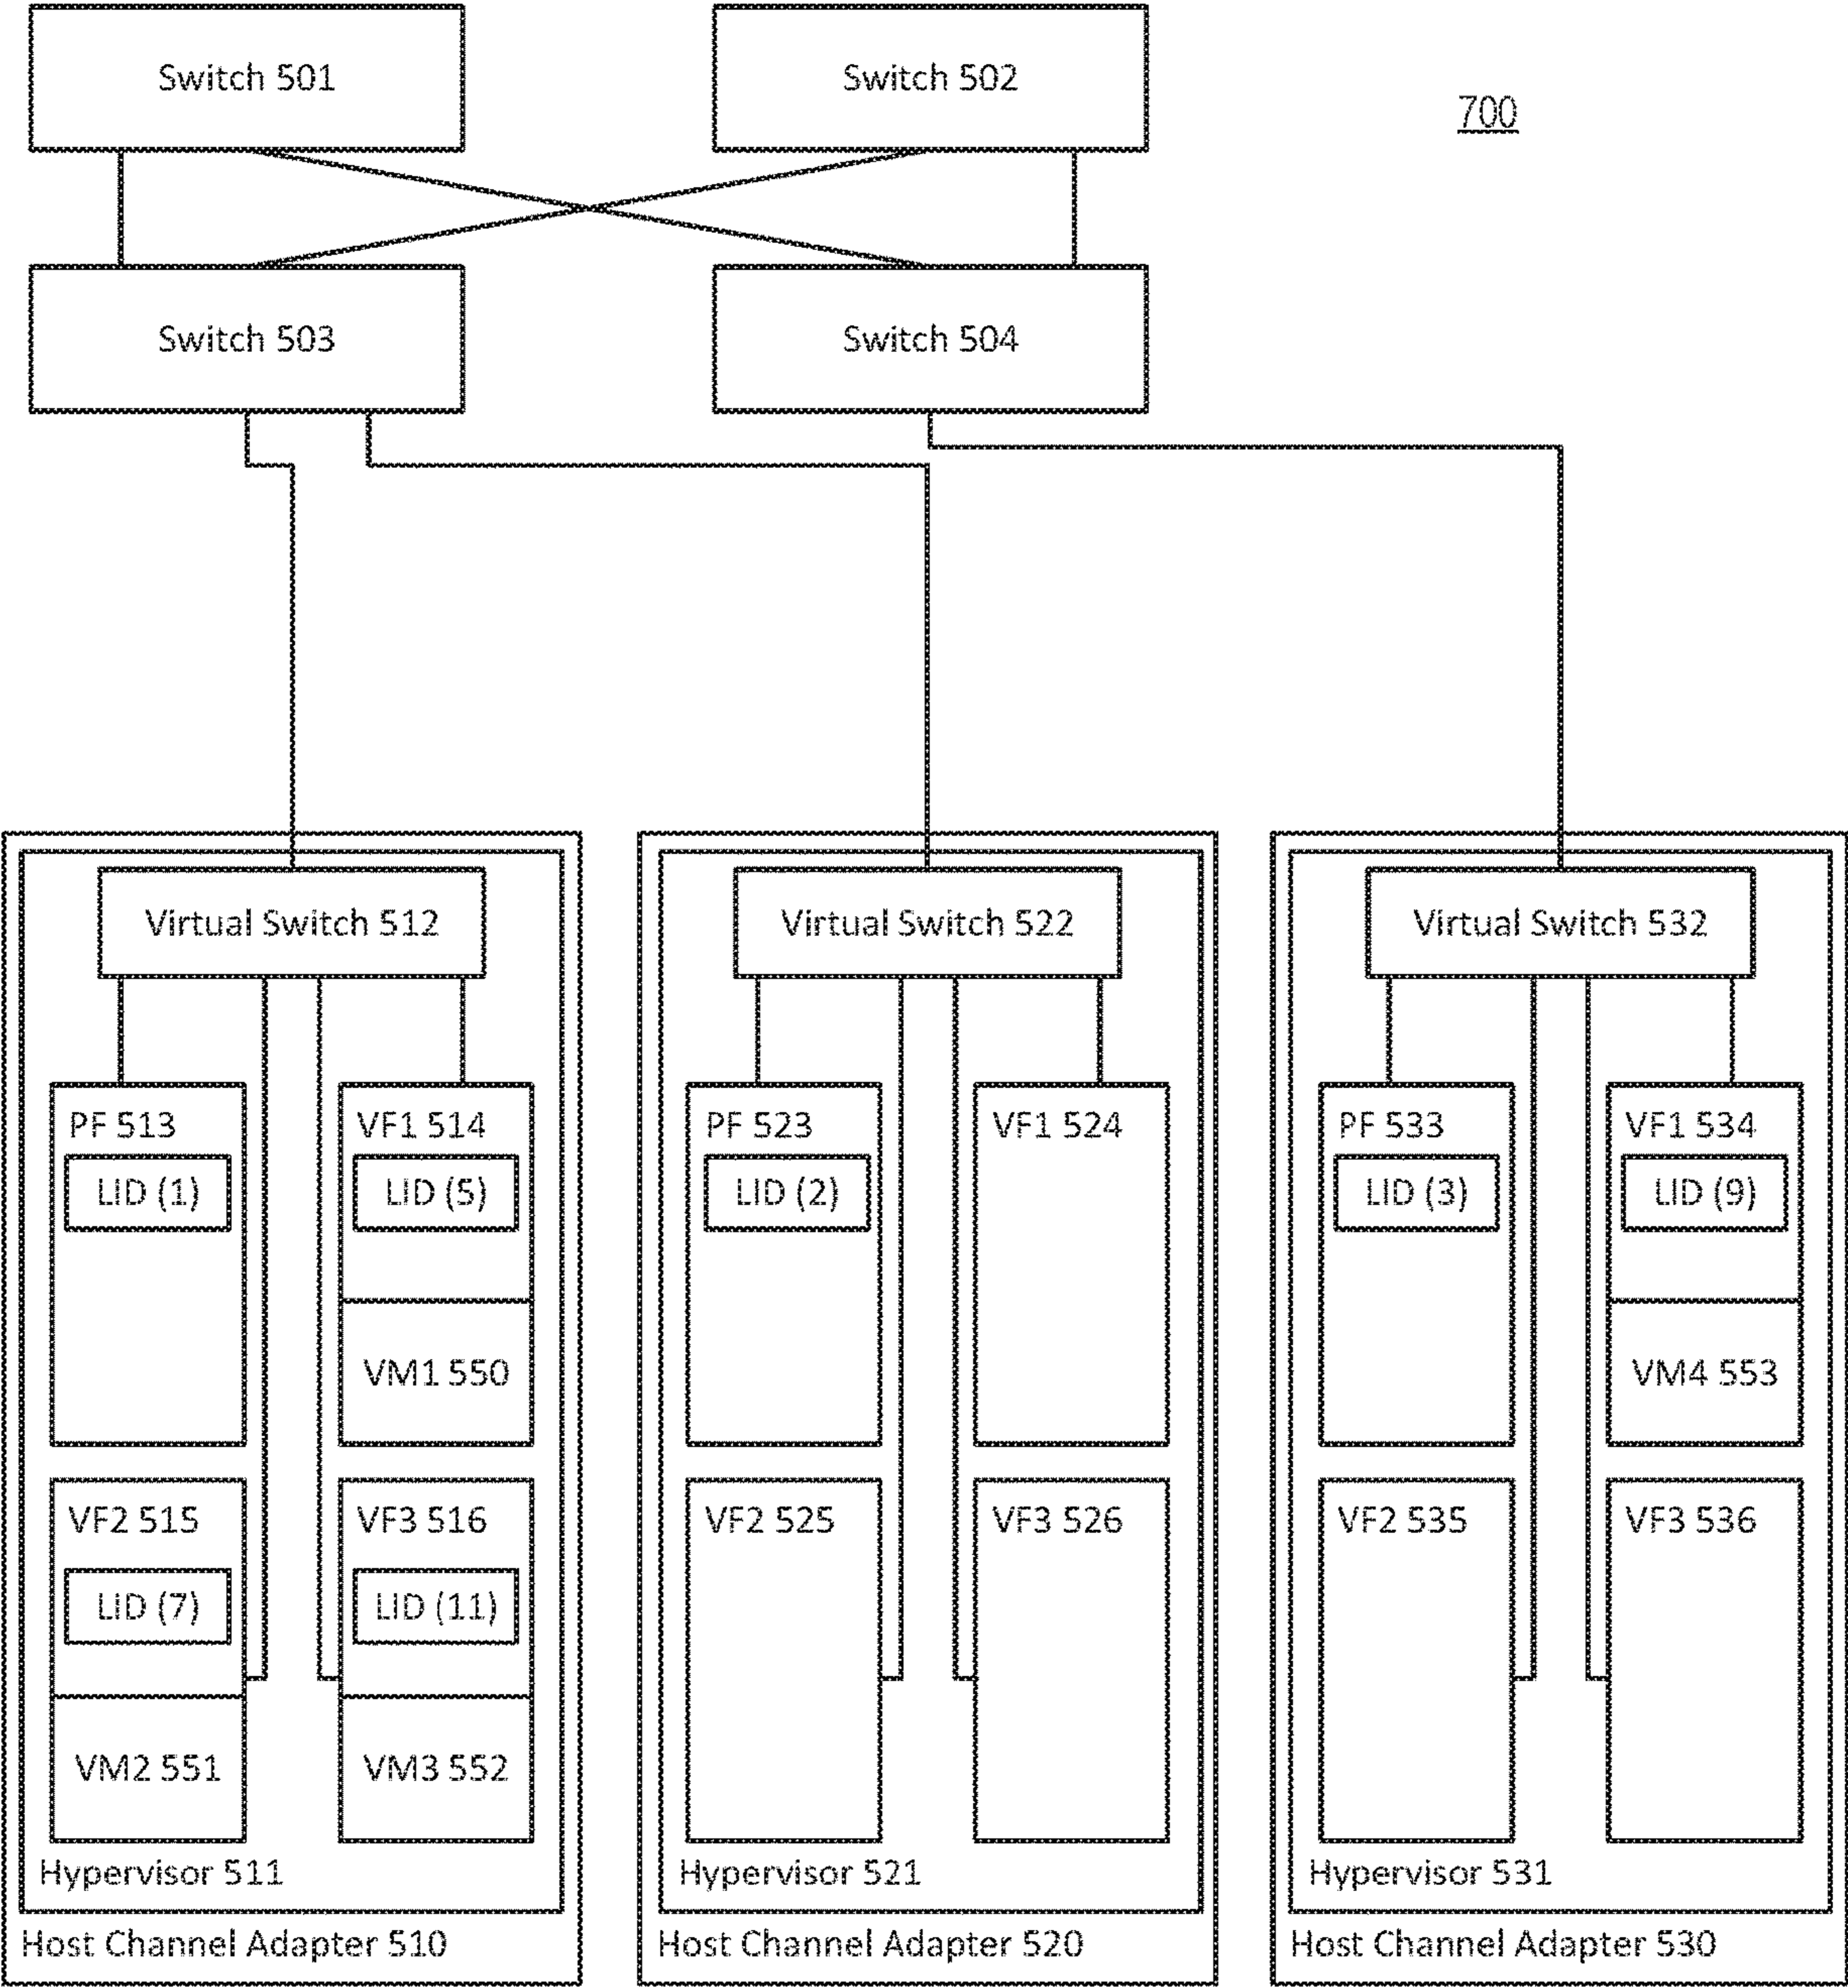 Switch 501
Switch 502
700
Switch 503
Switch 504
Virtual Switch 512
Virtual Switch 522
Virtual Switch 532
PF 513
LID (1)
VF1 514
LID (5)
VM1 550
PF 523
LID (2)
VF1 524
PF 533
LID (3)
VF1 534
LID (9)
VM4 553
VF2 515
LID (7)
VM2 551
VF3 516
LID (11)
VM3 552
VF2 525
VF3 526
VF2 535
VF3 536
Hypervisor 511
Hypervisor 521
Hypervisor 531
Host Channel Adapter 510
Host Channel Adapter 520
Host Channel Adapter 530